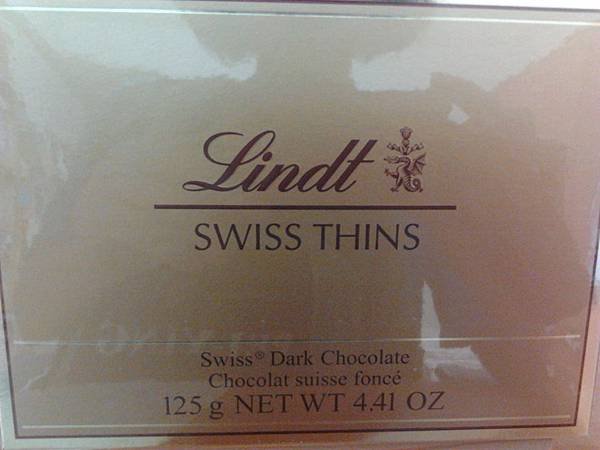 Lindt
SWISS THINS
Swiss® Dark Chocolate
Chocolat suisse foncé
125 g NET WT 4.41 OZ